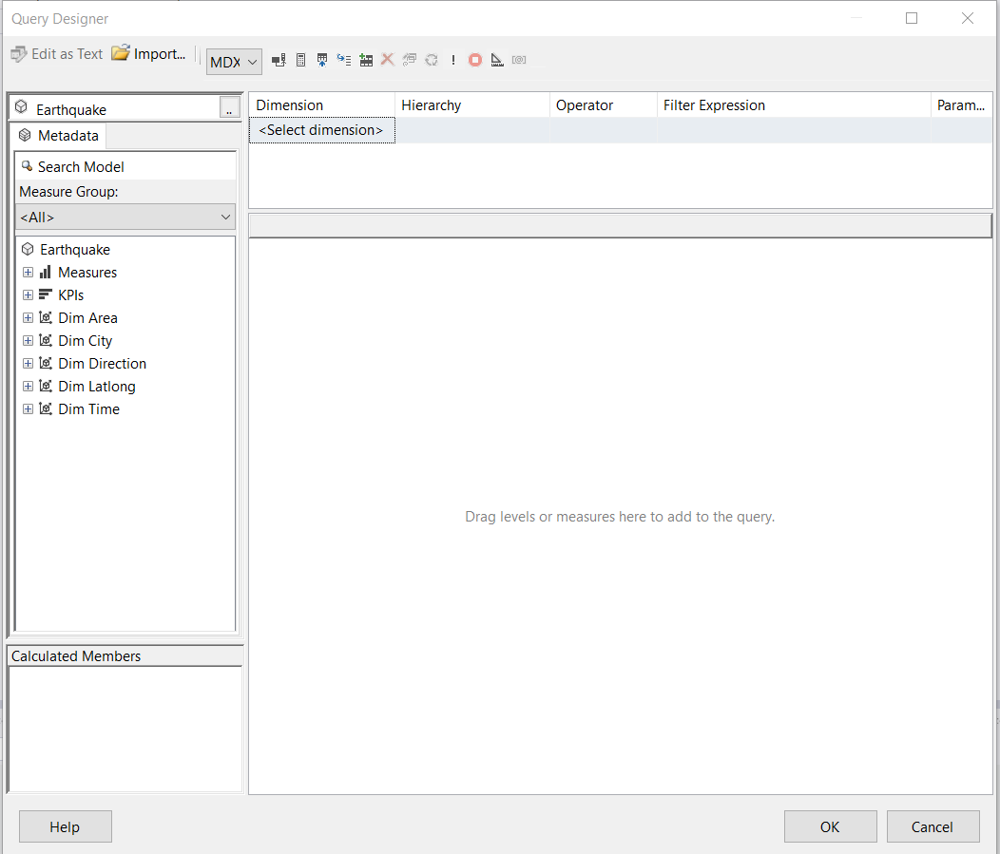 Query Designer
Edit as Text Import... MDX !
Earthquake ..
Metadata
Search Model
Measure Group:
<All>
Earthquake
Measures
KPIs
Dim Area
Dim City
Dim Direction
Dim Latlong
Dim Time
Calculated Members
Dimension Hierarchy Operator Filter Expression Param...
<Select dimension>
Drag levels or measures here to add to the query.
Help OK Cancel